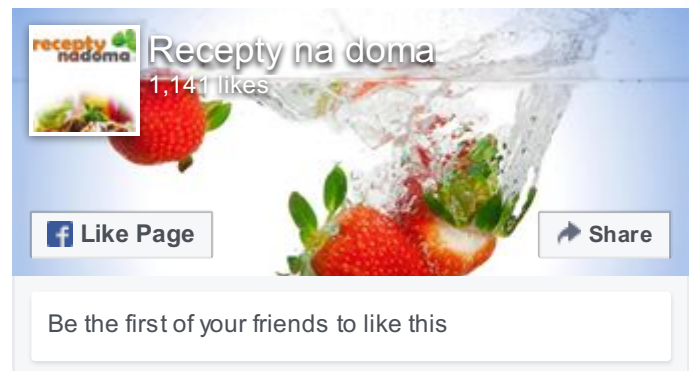 recepty
nadoma
Recepty na doma
1,141 likes
Like Page
Share
Be the first of your friends to like this